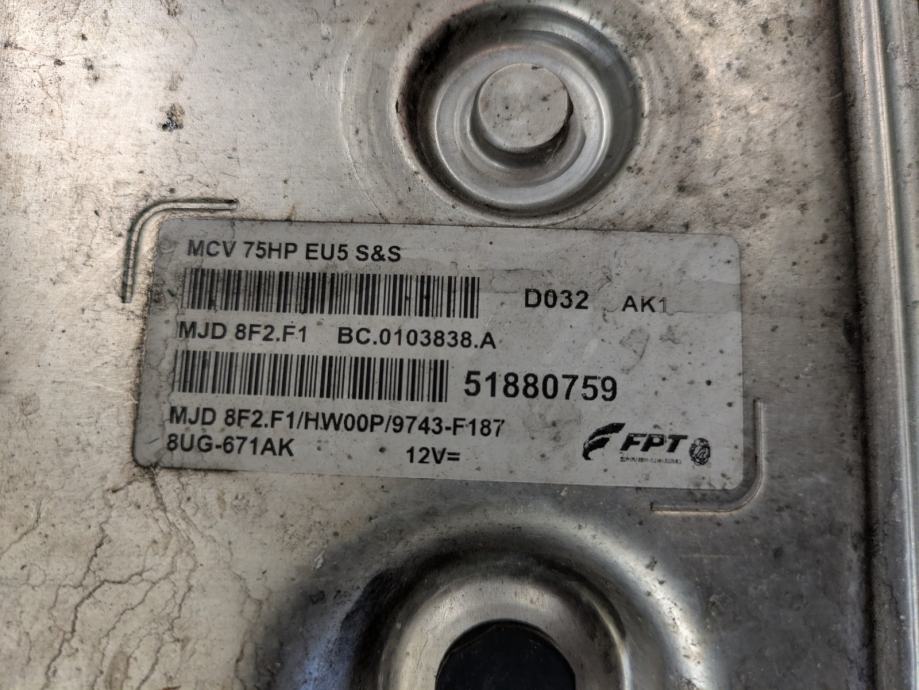 MCV 75HP EU5 S&S
D032 AK1
MJD 8F2.F1 BC.0103838.A
51880759
MJD 8F2.F1/HW00P/9743-F187
8UG-671AK 12V=
FPT